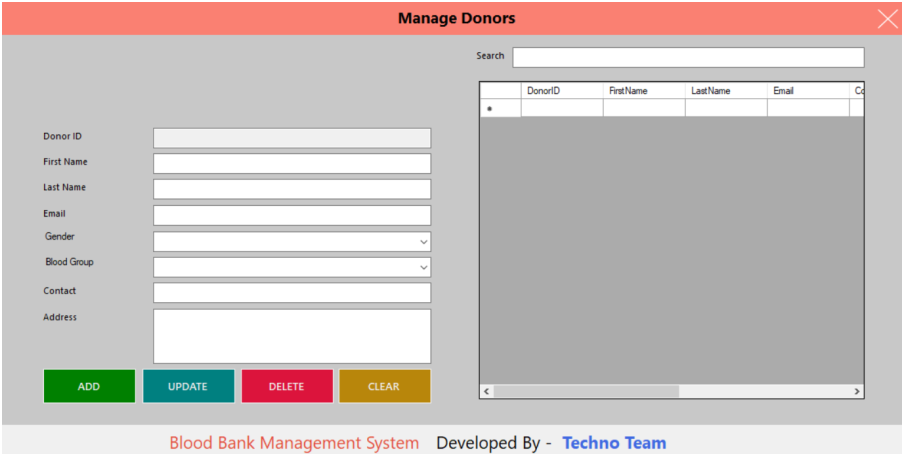 Manage Donors
Search
DonorID FirstName LastName Email Co
Donor ID
First Name
Last Name
Email
Gender
Blood Group
Contact
Address
ADD UPDATE DELETE CLEAR
Blood Bank Management System Developed By - Techno Team